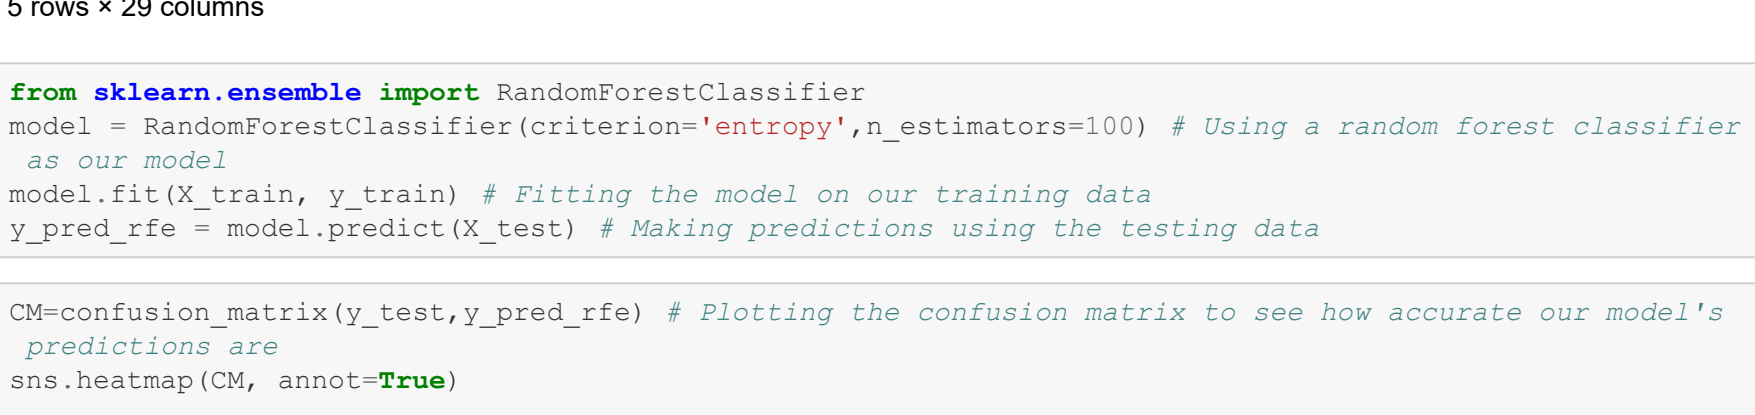 5 rows × 29 columns
from sklearn.ensemble import RandomForestClassifier
model = RandomForestClassifier(criterion='entropy',n_estimators=100) # Using a random forest classifier
as our model
model.fit(X_train, y_train) # Fitting the model on our training data
y_pred_rfe = model.predict(X_test) # Making predictions using the testing data
CM=confusion_matrix(y_test,y_pred_rfe) # Plotting the confusion matrix to see how accurate our model's
predictions are
sns.heatmap(CM, annot=True)